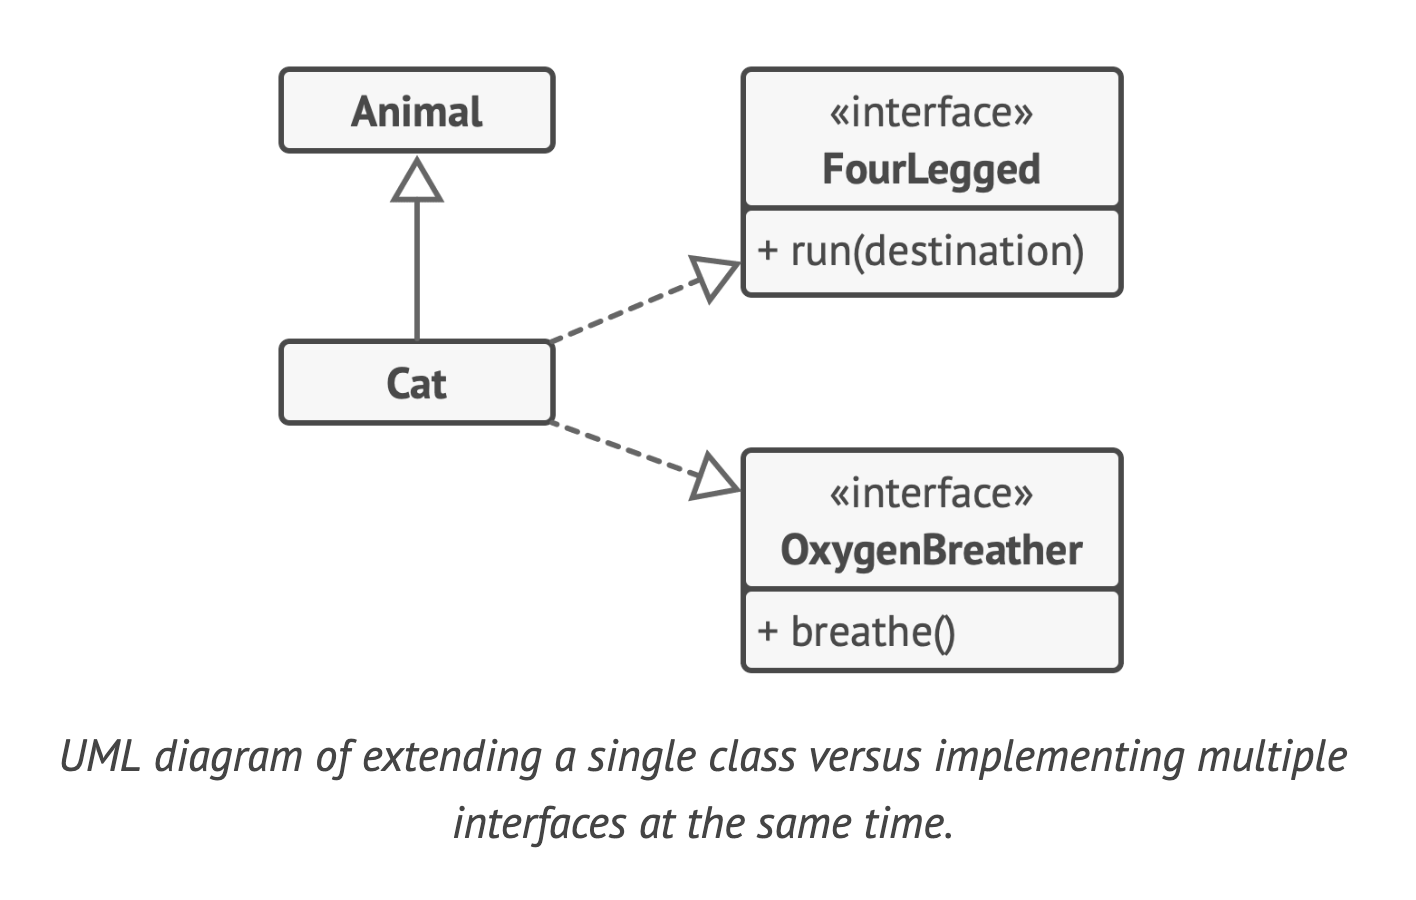 Animal
«interface»
FourLegged
+ run(destination)
Cat
«interface»
OxygenBreather
+ breathe()
UML diagram of extending a single class versus implementing multiple
interfaces at the same time.